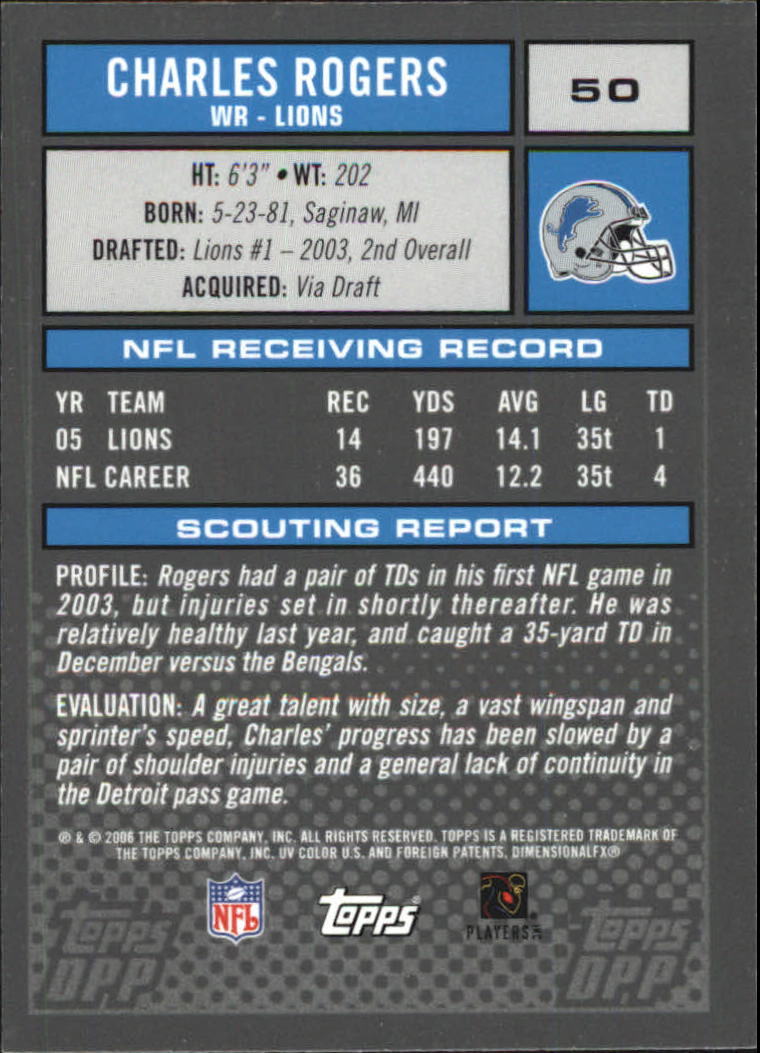 CHARLES ROGERS
WR - LIONS
50
HT: 6'3" • WT: 202
BORN: 5-23-81, Saginaw, MI
DRAFTED: Lions #1 – 2003, 2nd Overall
ACQUIRED: Via Draft
NFL RECEIVING RECORD
YR TEAM REC YDS AVG LG TD
05 LIONS 14 197 14.1 35t 1
NFL CAREER 36 440 12.2 35t 4
SCOUTING REPORT
PROFILE: Rogers had a pair of TDs in his first NFL game in
2003, but injuries set in shortly thereafter. He was
relatively healthy last year, and caught a 35-yard TD in
December versus the Bengals.
EVALUATION: A great talent with size, a vast wingspan and
sprinter's speed, Charles' progress has been slowed by a
pair of shoulder injuries and a general lack of continuity in
the Detroit pass game.
® & © 2006 THE TOPPS COMPANY, INC. ALL RIGHTS RESERVED. TOPPS IS A REGISTERED TRADEMARK OF
THE TOPPS COMPANY, INC. UV COLOR U.S. AND FOREIGN PATENTS, DIMENSIONALFX®
NFL
Topps®
PLAYERS INC
Topps
DPP
Topps
DPP